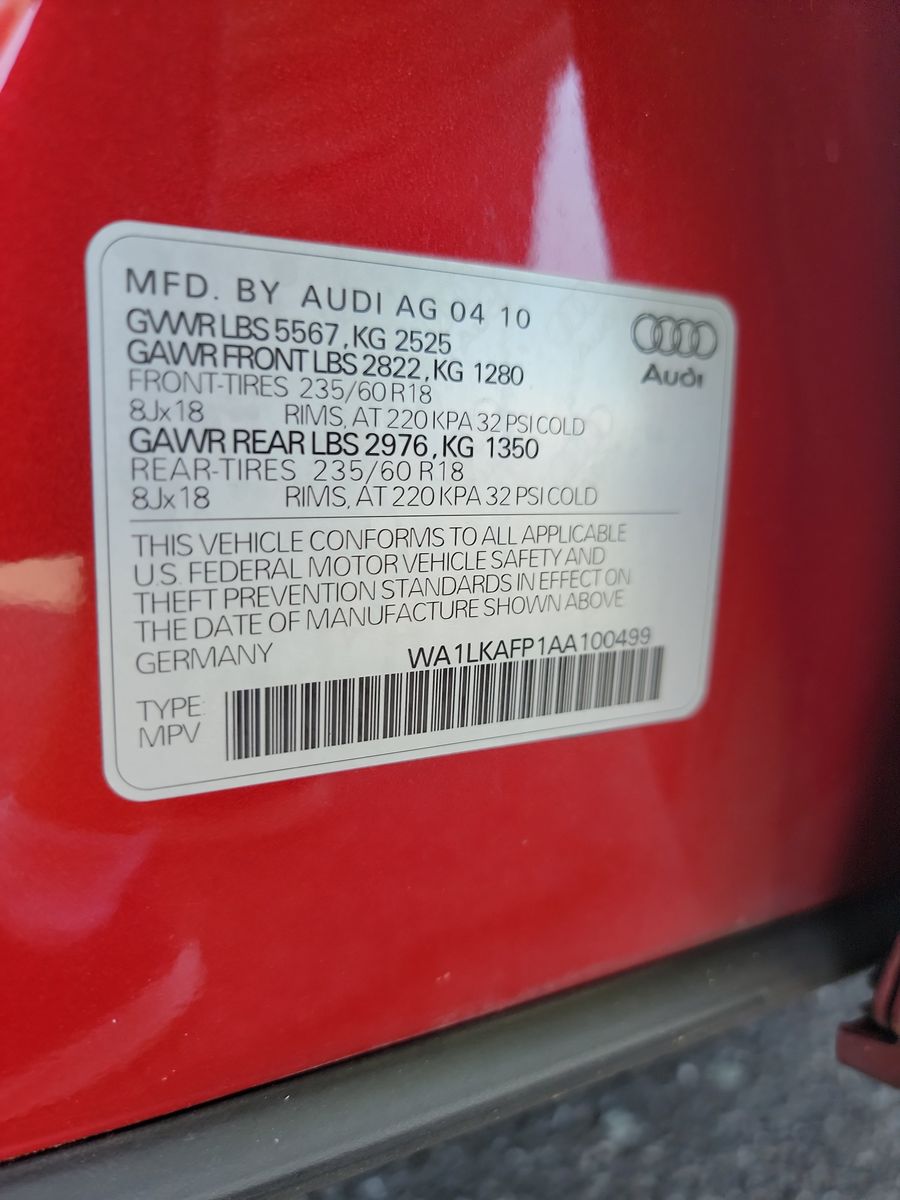 MFD. BY AUDI AG 04 10
GVWR LBS 5567, KG 2525
GAWR FRONT LBS 2822, KG 1280
FRONT-TIRES 235/60 R18
8Jx18 RIMS, AT 220 KPA 32 PSI COLD
GAWR REAR LBS 2976, KG 1350
REAR-TIRES 235/60 R18
8Jx18 RIMS, AT 220 KPA 32 PSI COLD
Audi
THIS VEHICLE CONFORMS TO ALL APPLICABLE
U.S. FEDERAL MOTOR VEHICLE SAFETY AND
THEFT PREVENTION STANDARDS IN EFFECT ON
THE DATE OF MANUFACTURE SHOWN ABOVE
GERMANY WA1LKAFP1AA100499
TYPE:
MPV